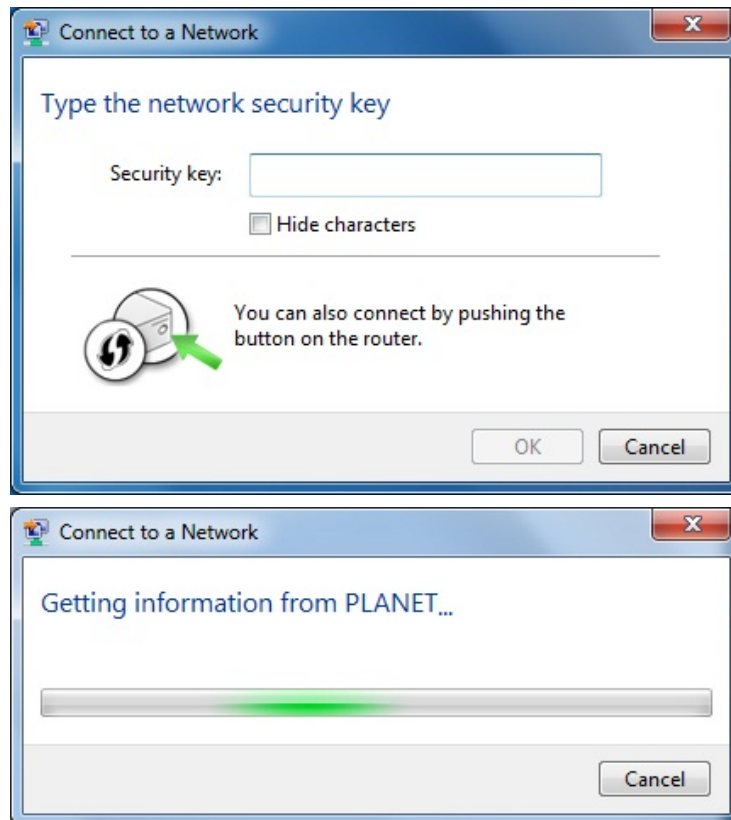 Connect to a Network
Type the network security key
Security key:
Hide characters
You can also connect by pushing the
button on the router.
OK Cancel
Connect to a Network
Getting information from PLANET...
Cancel